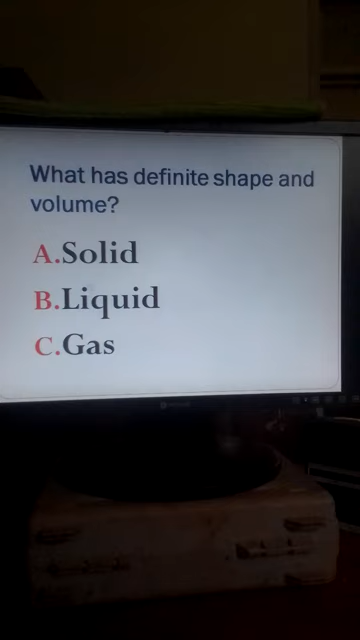 What has definite shape and
volume?
A.Solid
B.Liquid
C.Gas